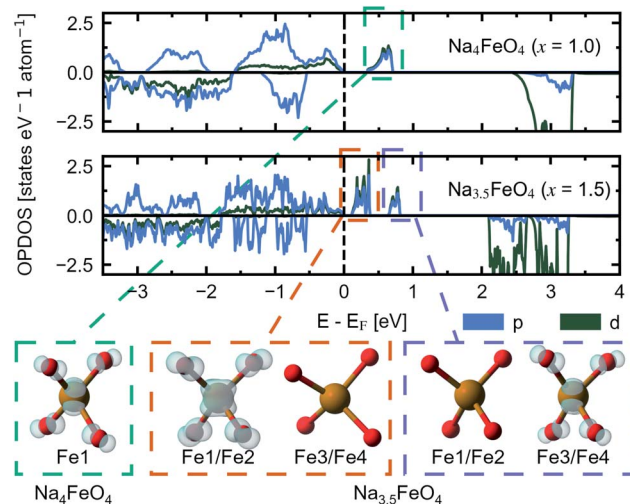 OPDOS [states eV⁻1 atom⁻¹]
2.5
0.0
−2.5
Na₄FeO₄ (x = 1.0)
2.5
0.0
−2.5
Na₃.₅FeO₄ (x = 1.5)
−3 −2 −1 0 1 2 3 4
E - E_F [eV]
p d
Fe1
Fe1/Fe2 Fe3/Fe4
Fe1/Fe2 Fe3/Fe4
Na₄FeO₄ Na₃.₅FeO₄